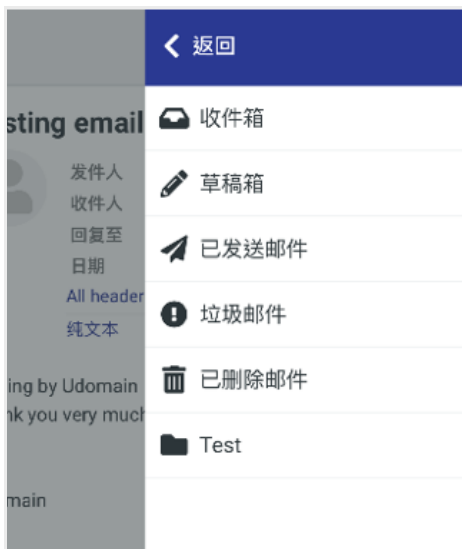 返回
收件箱
草稿箱
已发送邮件
垃圾邮件
已删除邮件
Test
sting email
发件人
收件人
回复至
日期
All header
纯文本
ing by Udomain
nk you very much
main